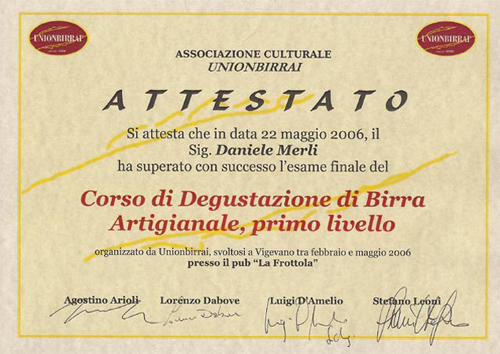 UNIONBIRRAI
UNIONBIRRAI
ASSOCIAZIONE CULTURALE
UNIONBIRRAI
ATTESTATO
Si attesta che in data 22 maggio 2006, il
Sig. Daniele Merli
ha superato con successo l'esame finale del
Corso di Degustazione di Birra
Artigianale, primo livello
organizzato da Unionbirrai, svoltosi a Vigevano tra febbraio e maggio 2006
presso il pub "La Frottola"
Agostino Arioli Lorenzo Dabove Luigi D'Amelio Stefano Leoni